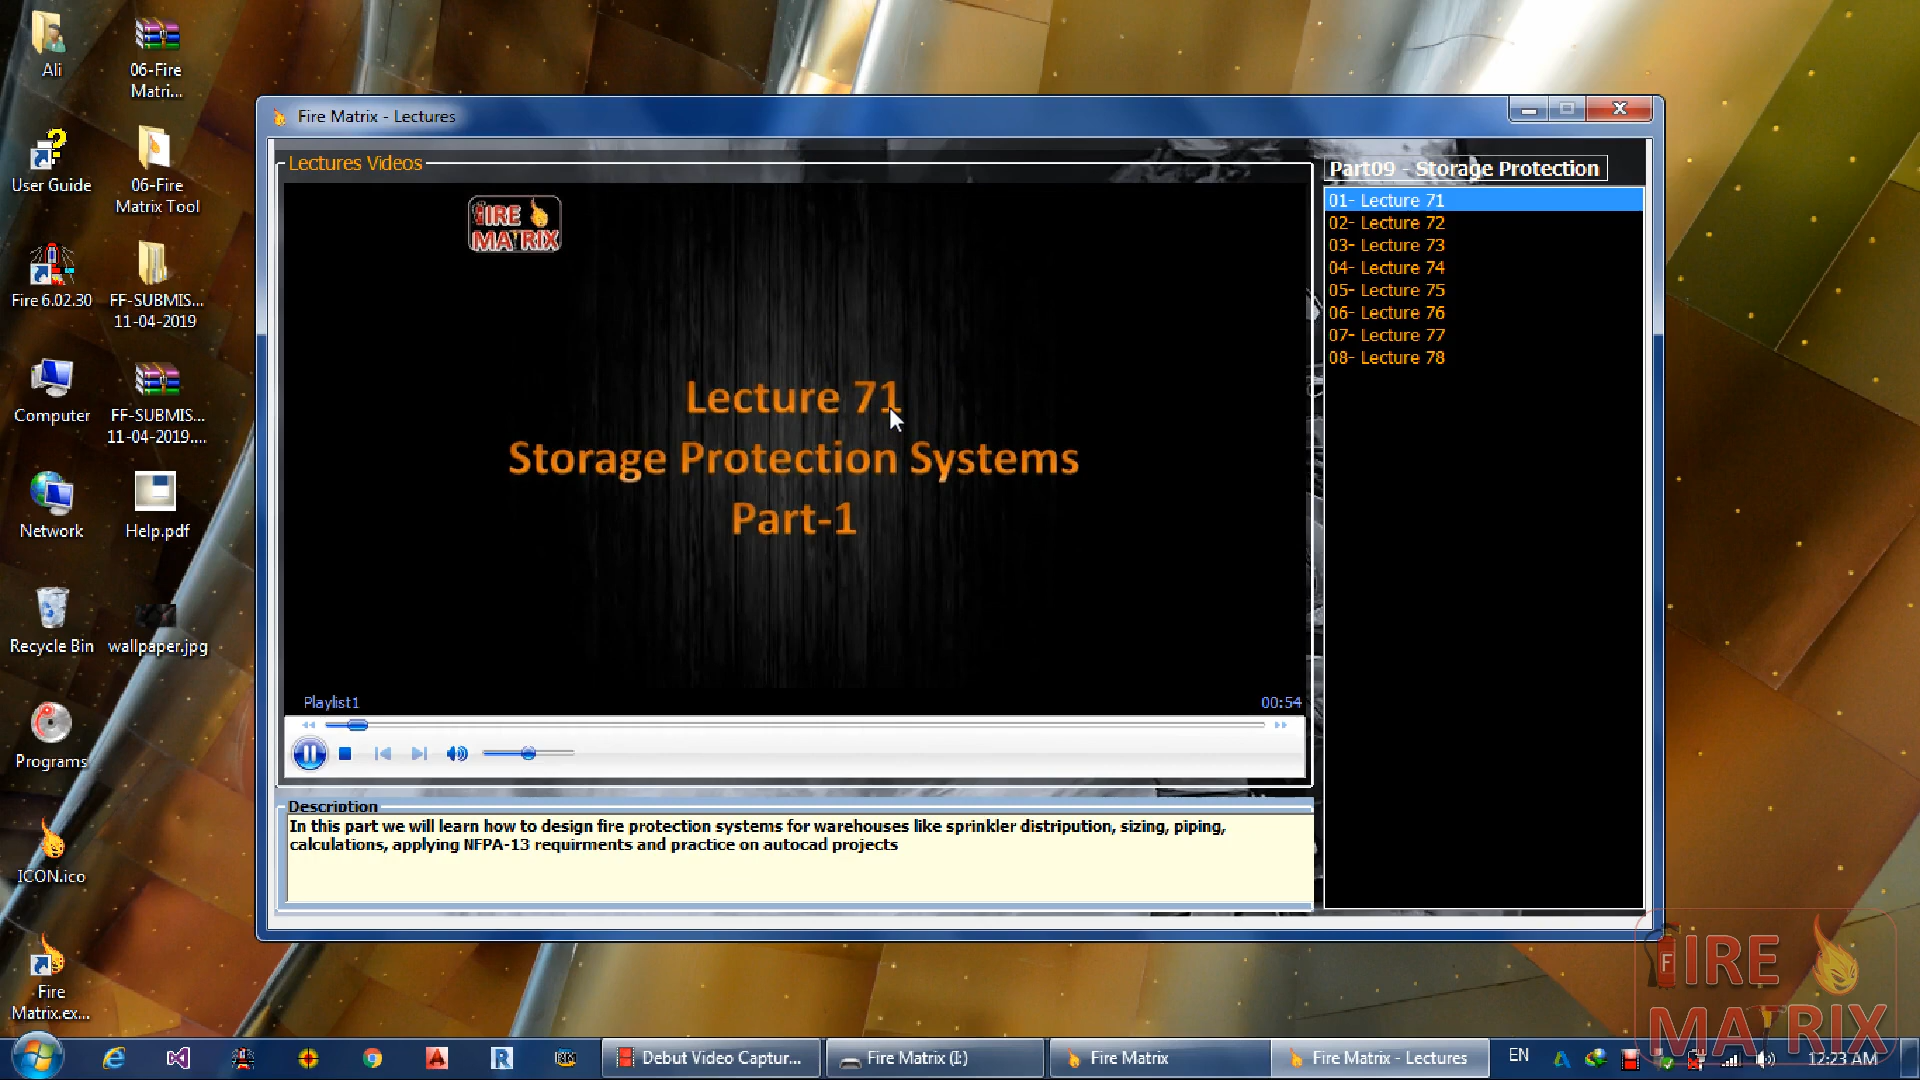 Ali
06-Fire
Matri...
User Guide
06-Fire
Matrix Tool
Fire 6.02.30
FF-SUBMIS...
11-04-2019
Computer
FF-SUBMIS...
11-04-2019....
Network
Help.pdf
Recycle Bin
wallpaper.jpg
Programs
ICON.ico
Fire
Matrix.ex...
Fire Matrix - Lectures
Lectures Videos
FIRE
MATRIX
Lecture 71
Storage Protection Systems
Part-1
Playlist1
00:54
Description
In this part we will learn how to design fire protection systems for warehouses like sprinkler distripution, sizing, piping,
calculations, applying NFPA-13 requirments and practice on autocad projects
Part09 - Storage Protection
01- Lecture 71
02- Lecture 72
03- Lecture 73
04- Lecture 74
05- Lecture 75
06- Lecture 76
07- Lecture 77
08- Lecture 78
FIRE
MATRIX
Debut Video Captur...
Fire Matrix (I:)
Fire Matrix
Fire Matrix - Lectures
EN
12:23 AM